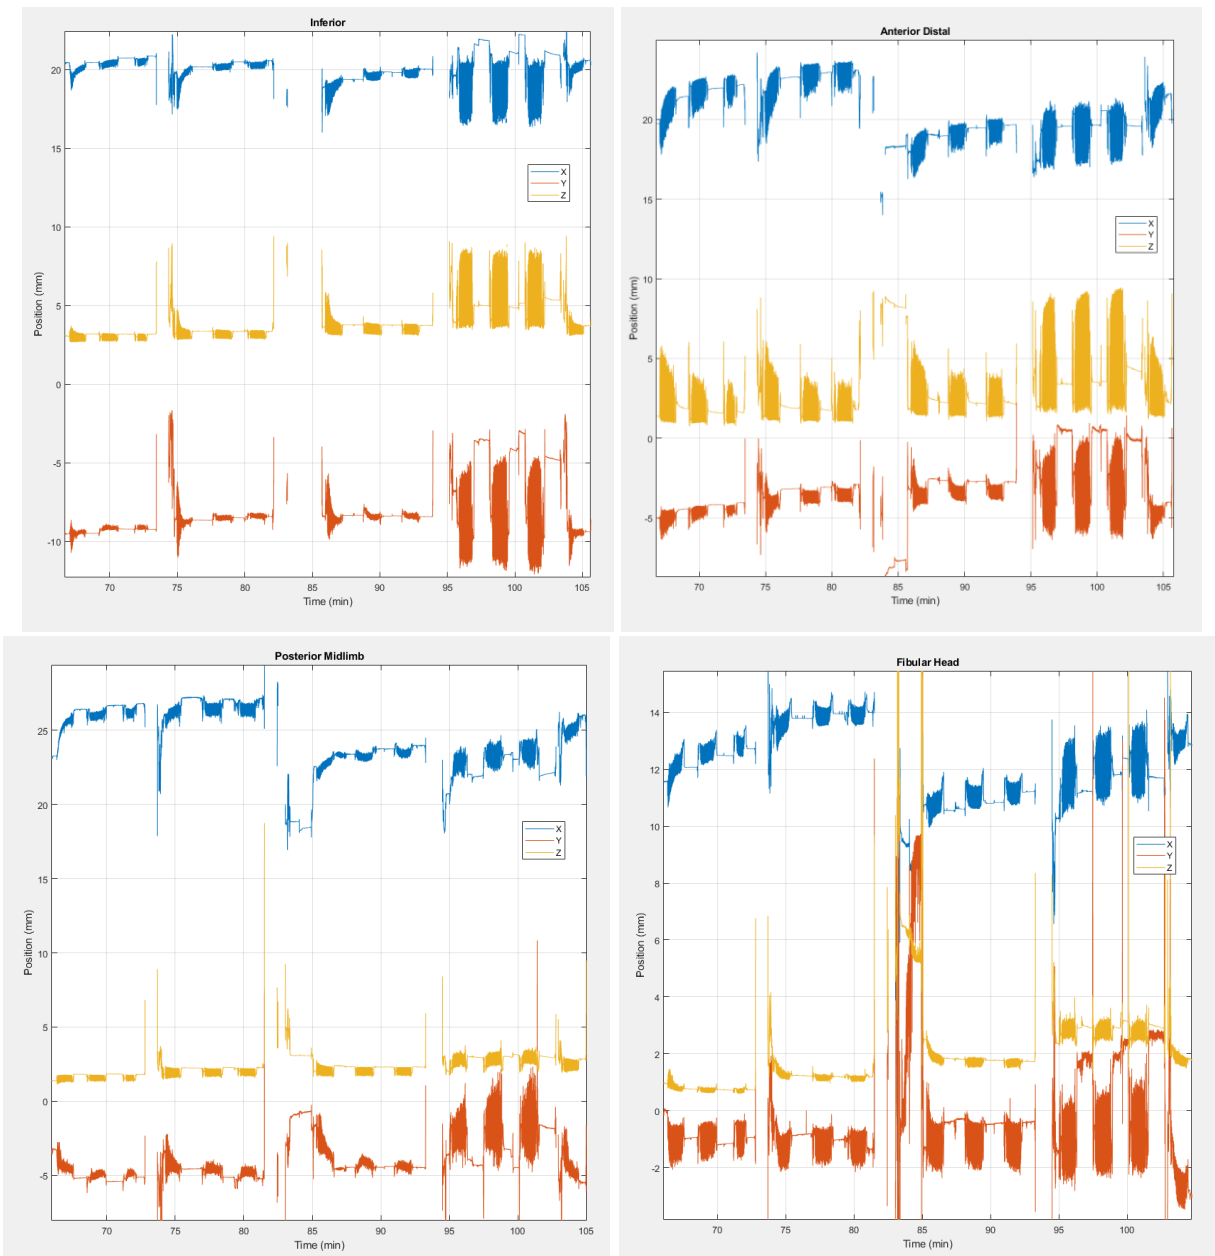 Inferior
20
15
10
5
0
-5
-10
Position (mm)
X
Y
Z
70
75
80
85
90
95
100
105
Time (min)
Anterior Distal
20
15
10
5
0
-5
Position (mm)
X
Y
Z
70
75
80
85
90
95
100
105
Time (min)
Posterior Midlimb
25
20
15
10
5
0
-5
Position (mm)
X
Y
Z
70
75
80
85
90
95
100
105
Time (min)
Fibular Head
14
12
10
8
6
4
2
0
-2
Position (mm)
X
Y
Z
70
75
80
85
90
95
100
Time (min)